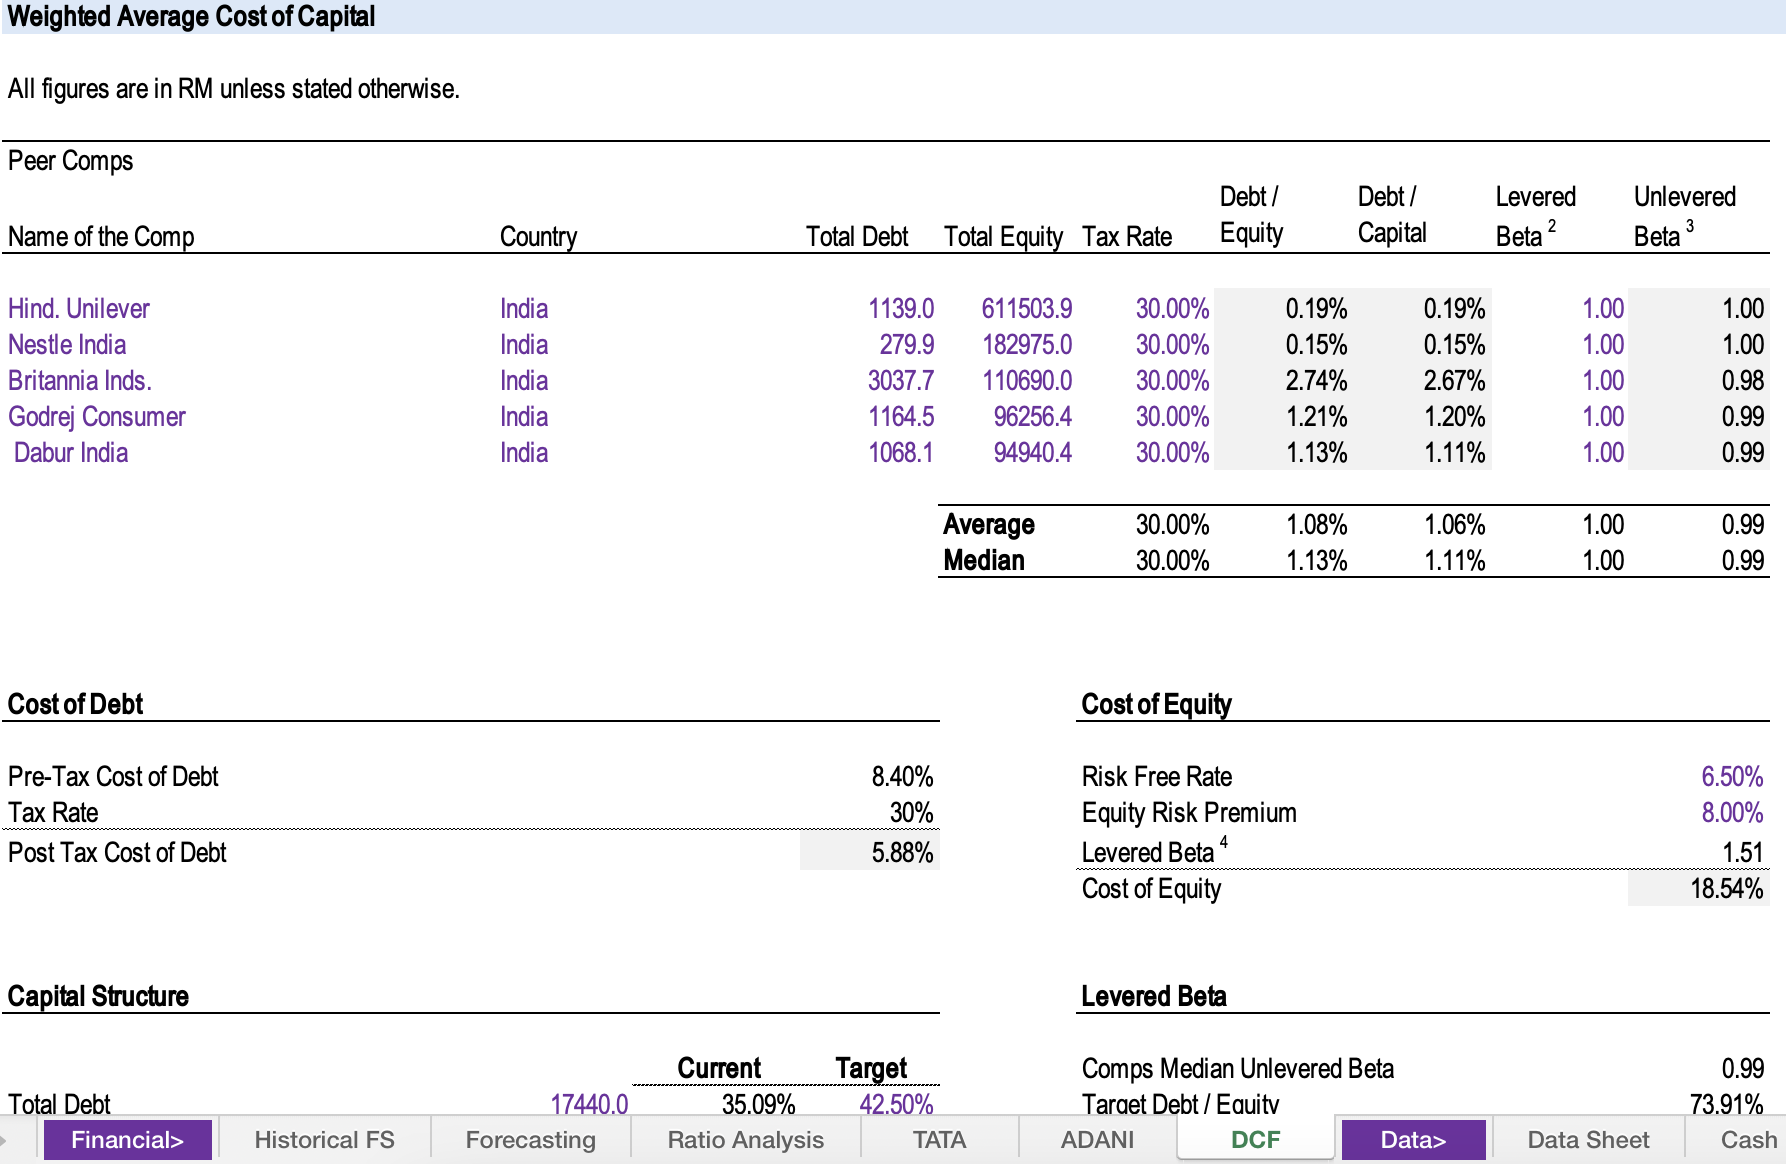 Weighted Average Cost of Capital
All figures are in RM unless stated otherwise.
Peer Comps
Name of the Comp Country Total Debt Total Equity Tax Rate Debt / Equity Debt / Capital Levered Beta 2 Unlevered Beta 3
Hind. Unilever India 1139.0 611503.9 30.00% 0.19% 0.19% 1.00 1.00
Nestle India India 279.9 182975.0 30.00% 0.15% 0.15% 1.00 1.00
Britannia Inds. India 3037.7 110690.0 30.00% 2.74% 2.67% 1.00 0.98
Godrej Consumer India 1164.5 96256.4 30.00% 1.21% 1.20% 1.00 0.99
Dabur India India 1068.1 94940.4 30.00% 1.13% 1.11% 1.00 0.99
Average 30.00% 1.08% 1.06% 1.00 0.99
Median 30.00% 1.13% 1.11% 1.00 0.99
Cost of Debt
Pre-Tax Cost of Debt 8.40%
Tax Rate 30%
Post Tax Cost of Debt 5.88%
Cost of Equity
Risk Free Rate 6.50%
Equity Risk Premium 8.00%
Levered Beta 4 1.51
Cost of Equity 18.54%
Capital Structure
Current Target
Total Debt 17440.0 35.09% 42.50%
Levered Beta
Comps Median Unlevered Beta 0.99
Target Debt / Equity 73.91%
Financial> Historical FS Forecasting Ratio Analysis TATA ADANI DCF Data> Data Sheet Cash